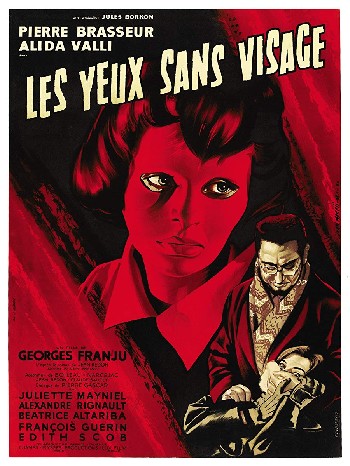 JULES BORKON
PIERRE BRASSEUR
ALIDA VALLI
LES YEUX SANS VISAGE
GEORGES FRANJU
JULIETTE MAYNIEL
ALEXANDRE RIGNAULT
BEATRICE ALTARIBA
FRANÇOIS GUERIN
EDITH SCOB